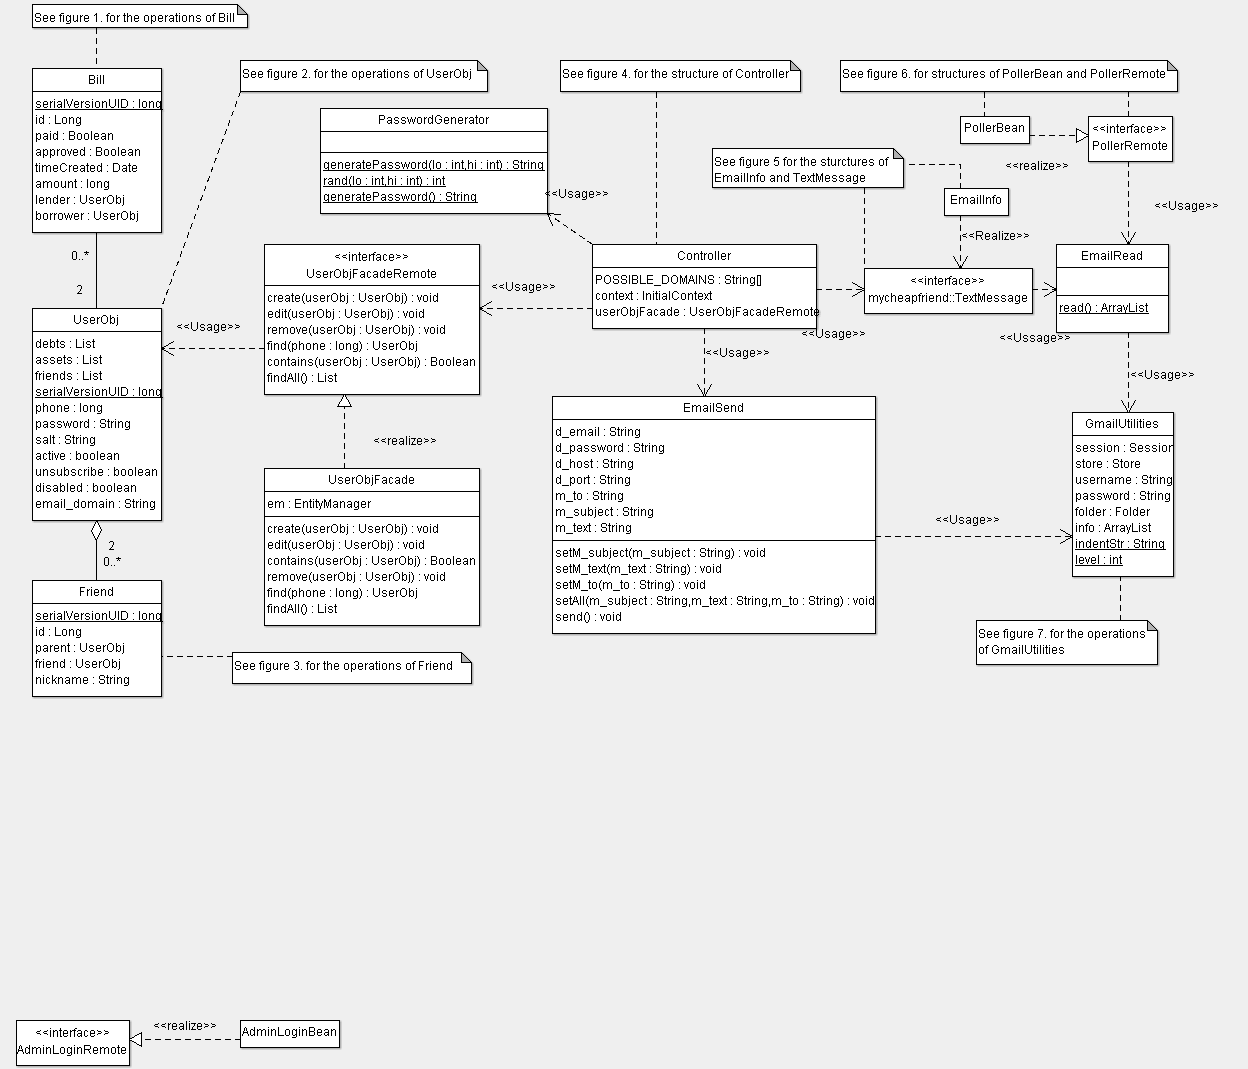 See figure 1. for the operations of Bill
Bill
serialVersionUID : long
id : Long
paid : Boolean
approved : Boolean
timeCreated : Date
amount : long
lender : UserObj
borrower : UserObj
0..*
2
UserObj
debts : List
assets : List
friends : List
serialVersionUID : long
phone : long
password : String
salt : String
active : boolean
unsubscribe : boolean
disabled : boolean
email_domain : String
2
0..*
Friend
serialVersionUID : long
id : Long
parent : UserObj
friend : UserObj
nickname : String
See figure 3. for the operations of Friend
See figure 2. for the operations of UserObj
PasswordGenerator
generatePassword(lo : int,hi : int) : String
rand(lo : int,hi : int) : int
generatePassword() : String
<<Usage>>
<<interface>>
UserObjFacadeRemote
create(userObj : UserObj) : void
edit(userObj : UserObj) : void
remove(userObj : UserObj) : void
find(phone : long) : UserObj
contains(userObj : UserObj) : Boolean
findAll() : List
<<Usage>>
<<Usage>>
<<realize>>
UserObjFacade
em : EntityManager
create(userObj : UserObj) : void
edit(userObj : UserObj) : void
contains(userObj : UserObj) : Boolean
remove(userObj : UserObj) : void
find(phone : long) : UserObj
findAll() : List
See figure 4. for the structure of Controller
Controller
POSSIBLE_DOMAINS : String[]
context : InitialContext
userObjFacade : UserObjFacadeRemote
<<Usage>>
<<Usage>>
EmailSend
d_email : String
d_password : String
d_host : String
d_port : String
m_to : String
m_subject : String
m_text : String
setM_subject(m_subject : String) : void
setM_text(m_text : String) : void
setM_to(m_to : String) : void
setAll(m_subject : String,m_text : String,m_to : String) : void
send() : void
<<Usage>>
See figure 5 for the sturctures of
EmailInfo and TextMessage
EmailInfo
<<Realize>>
<<interface>>
mycheapfriend::TextMessage
<<Ussage>>
See figure 6. for structures of PollerBean and PollerRemote
PollerBean
<<realize>>
<<interface>>
PollerRemote
<<Usage>>
EmailRead
read() : ArrayList
<<Usage>>
GmailUtilities
session : Session
store : Store
username : String
password : String
folder : Folder
info : ArrayList
indentStr : String
level : int
See figure 7. for the operations
of GmailUtilities
<<interface>>
AdminLoginRemote
<<realize>>
AdminLoginBean